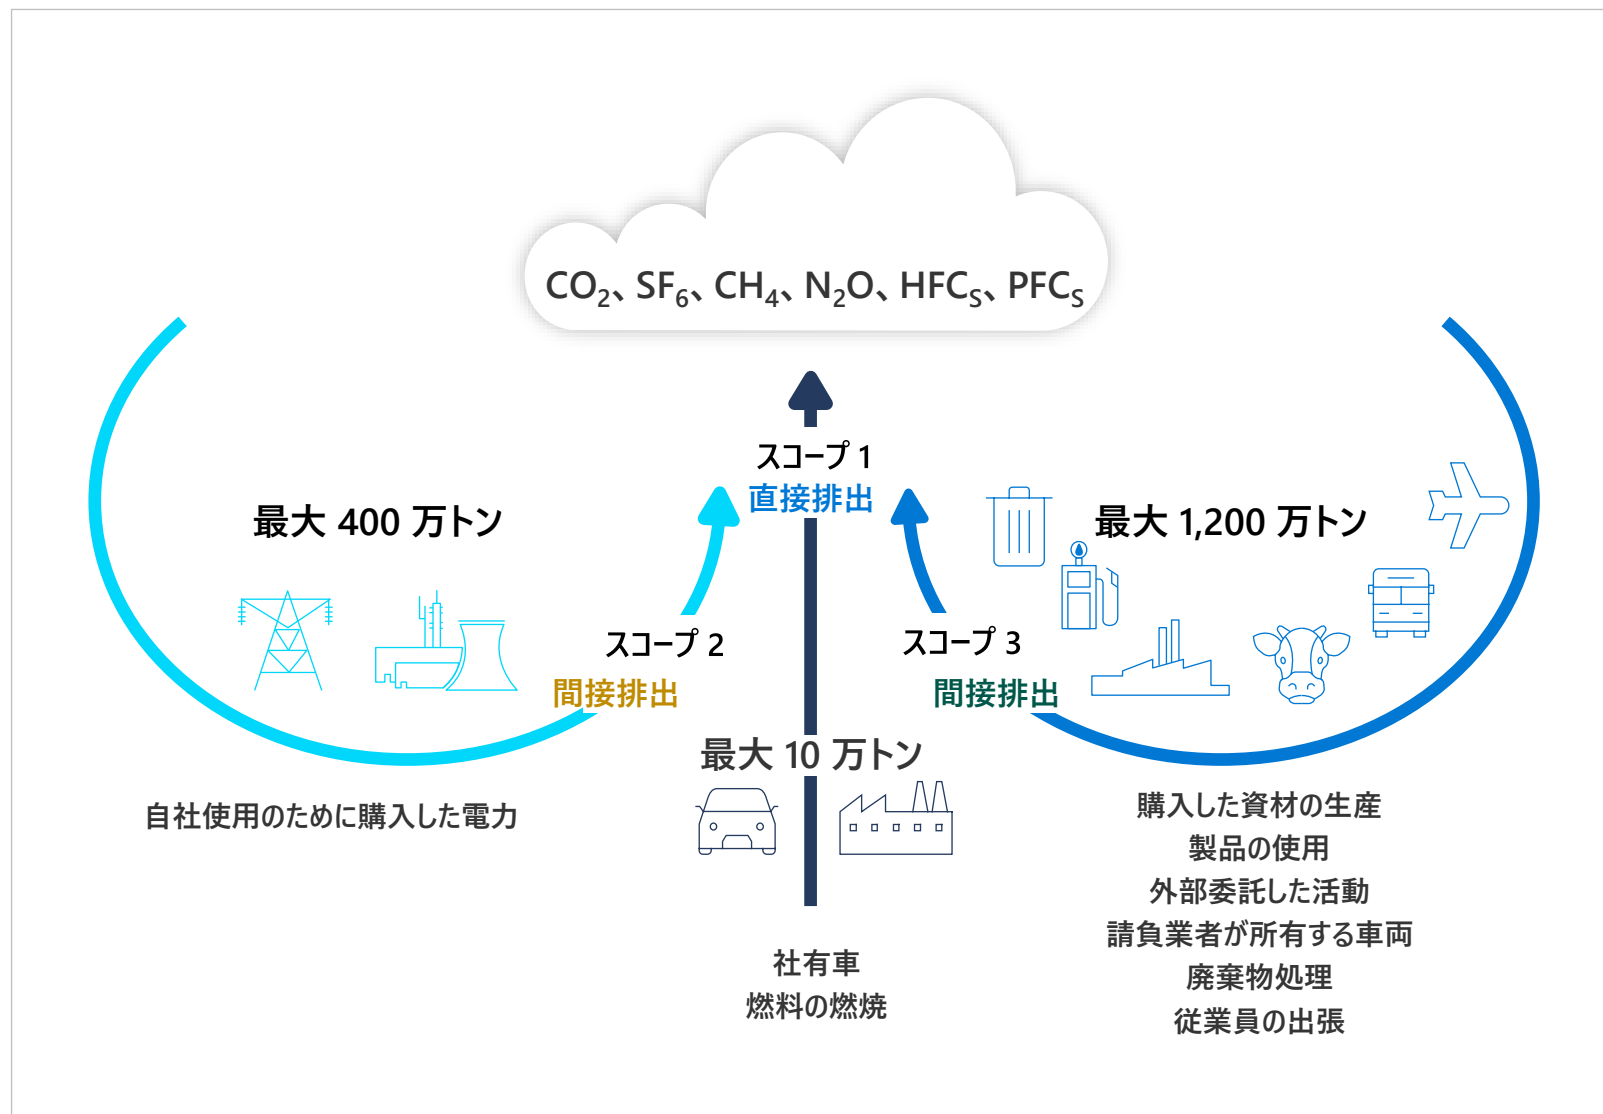 CO₂、SF₆、CH₄、N₂O、HFCₛ、PFCₛ
スコープ 1
直接排出
最大 400 万トン
スコープ 2
間接排出
自社使用のために購入した電力
最大 10 万トン
社有車
燃料の燃焼
最大 1,200 万トン
スコープ 3
間接排出
購入した資材の生産
製品の使用
外部委託した活動
請負業者が所有する車両
廃棄物処理
従業員の出張